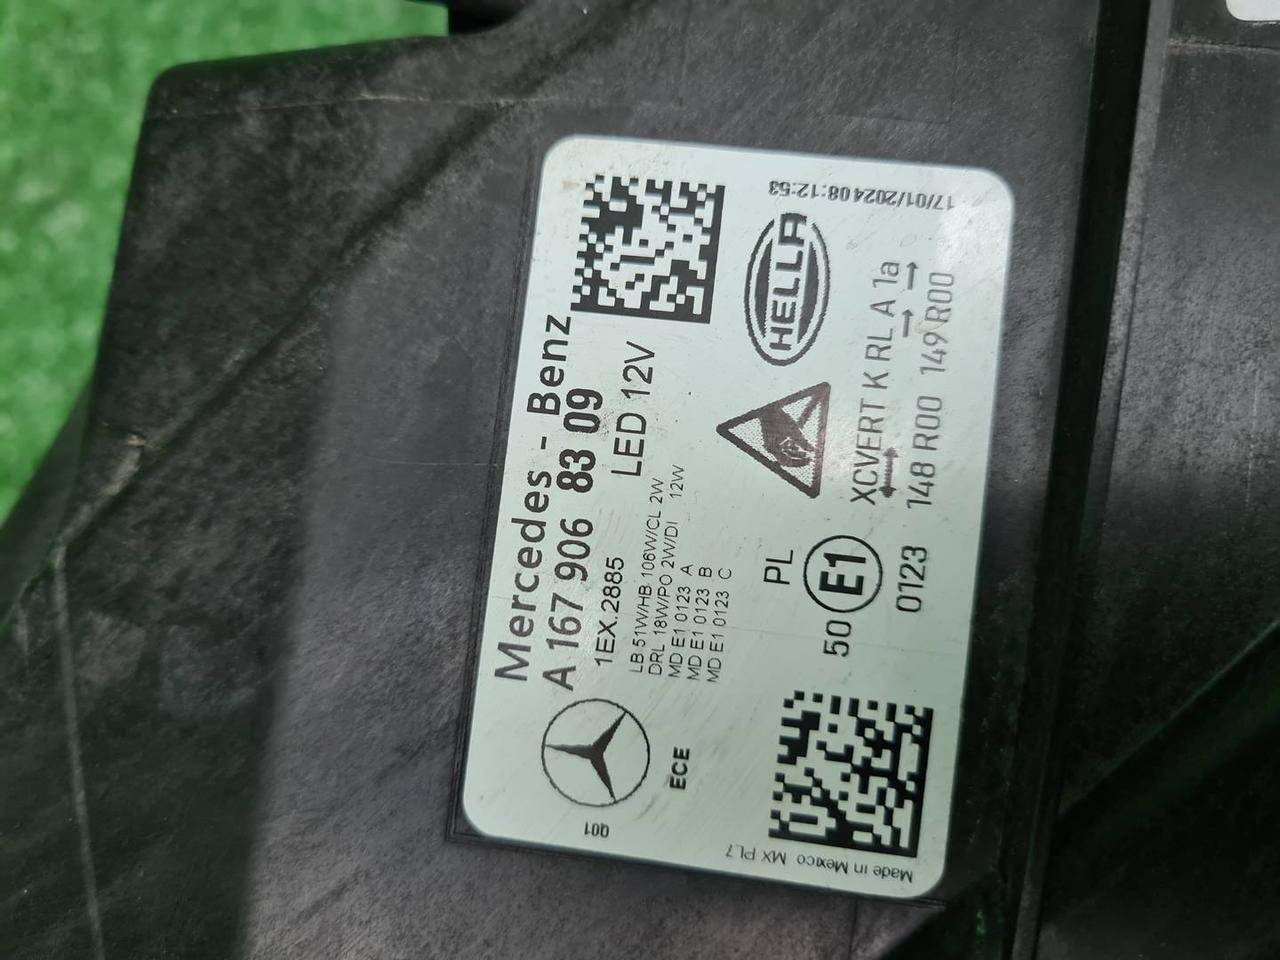 Mercedes - Benz
A 167 906 83 09
1EX.2885
LED 12V
LB 51W/HB 106W/CL 2W
DRL 18W/PO 2W/DI 12W
MD E1 0123 A
MD E1 0123 B
MD E1 0123 C
ECE
Q01
PL
HELLA
50 E1
XCVERT K RL A 1a
0123 148 R00 149 R00
17/01/2024 08:12:53
Made in Mexico MX PL7